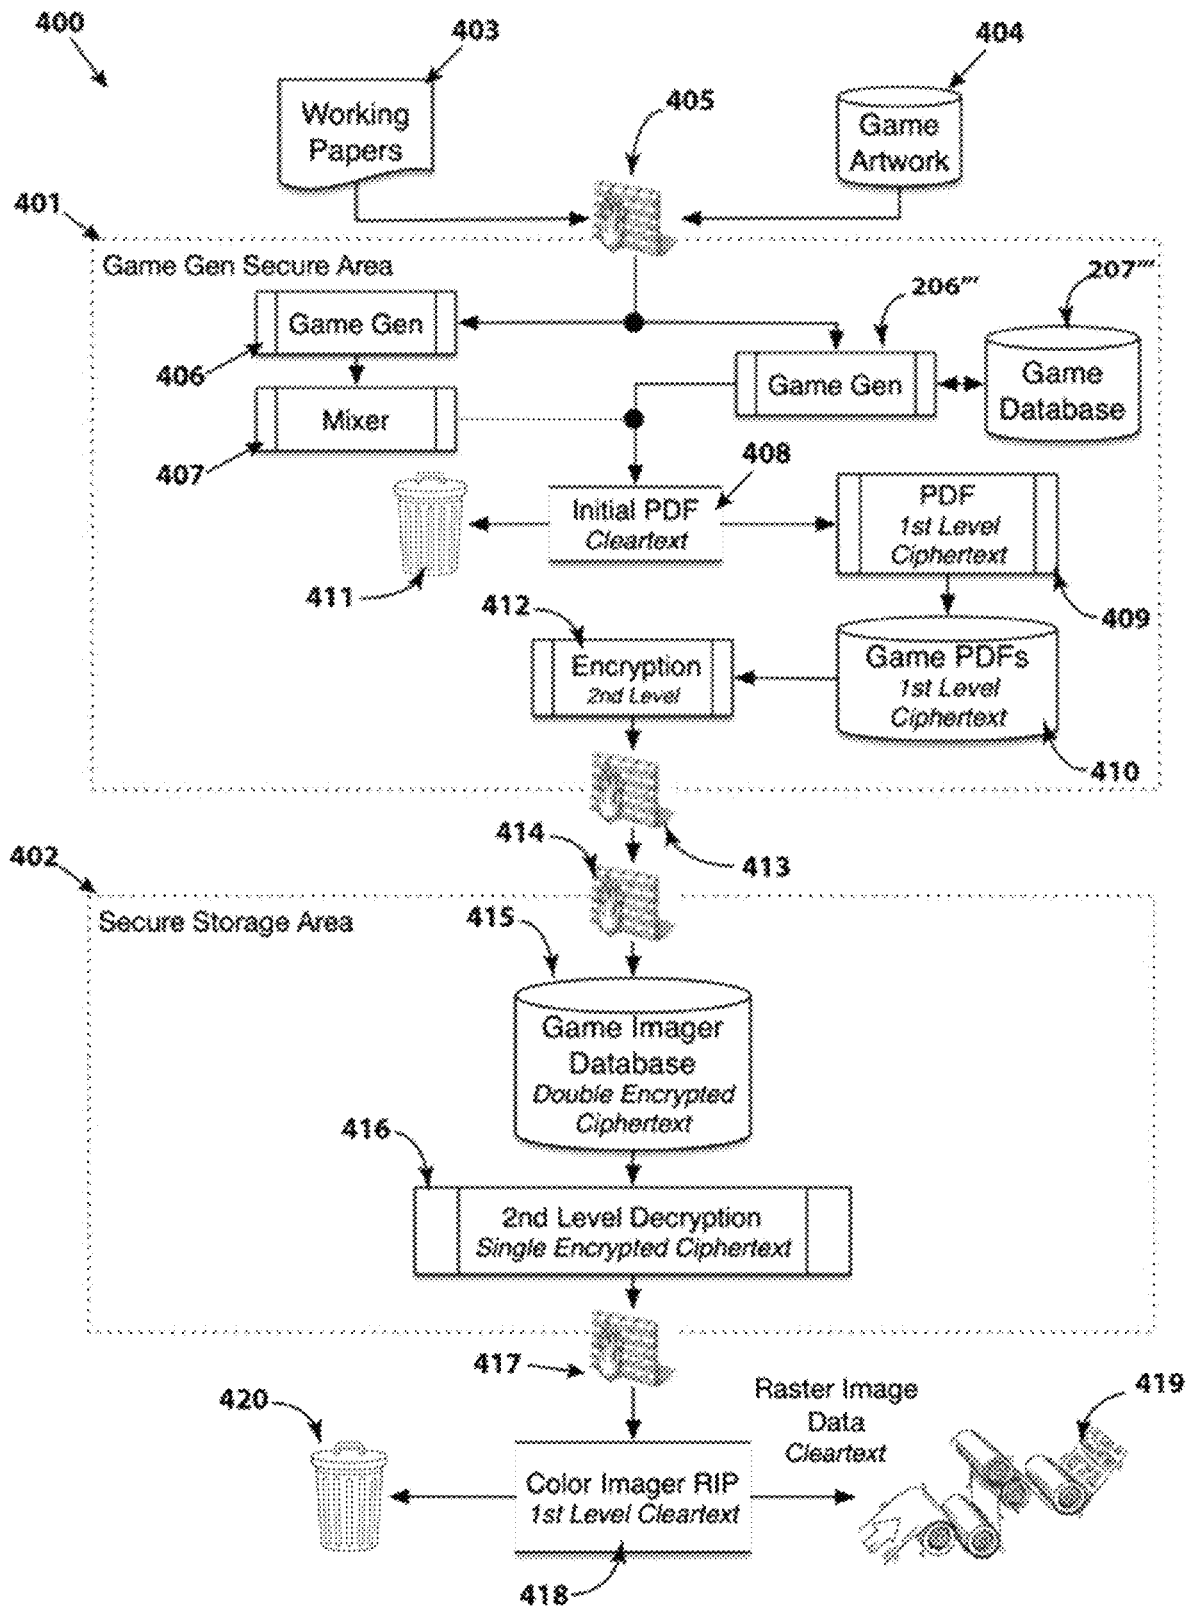 400
403
404
Working
Papers
405
Game
Artwork
401
Game Gen Secure Area
206'''
207'''
Game Gen
406
Game Gen
Game
Database
Mixer
407
408
Initial PDF
Cleartext
PDF
1st Level
Ciphertext
411
412
409
Encryption
2nd Level
Game PDFs
1st Level
Ciphertext
410
414
413
402
Secure Storage Area
415
Game Imager
Database
Double Encrypted
Ciphertext
416
2nd Level Decryption
Single Encrypted Ciphertext
417
420
Raster Image
Data
Cleartext
419
Color Imager RIP
1st Level Cleartext
418